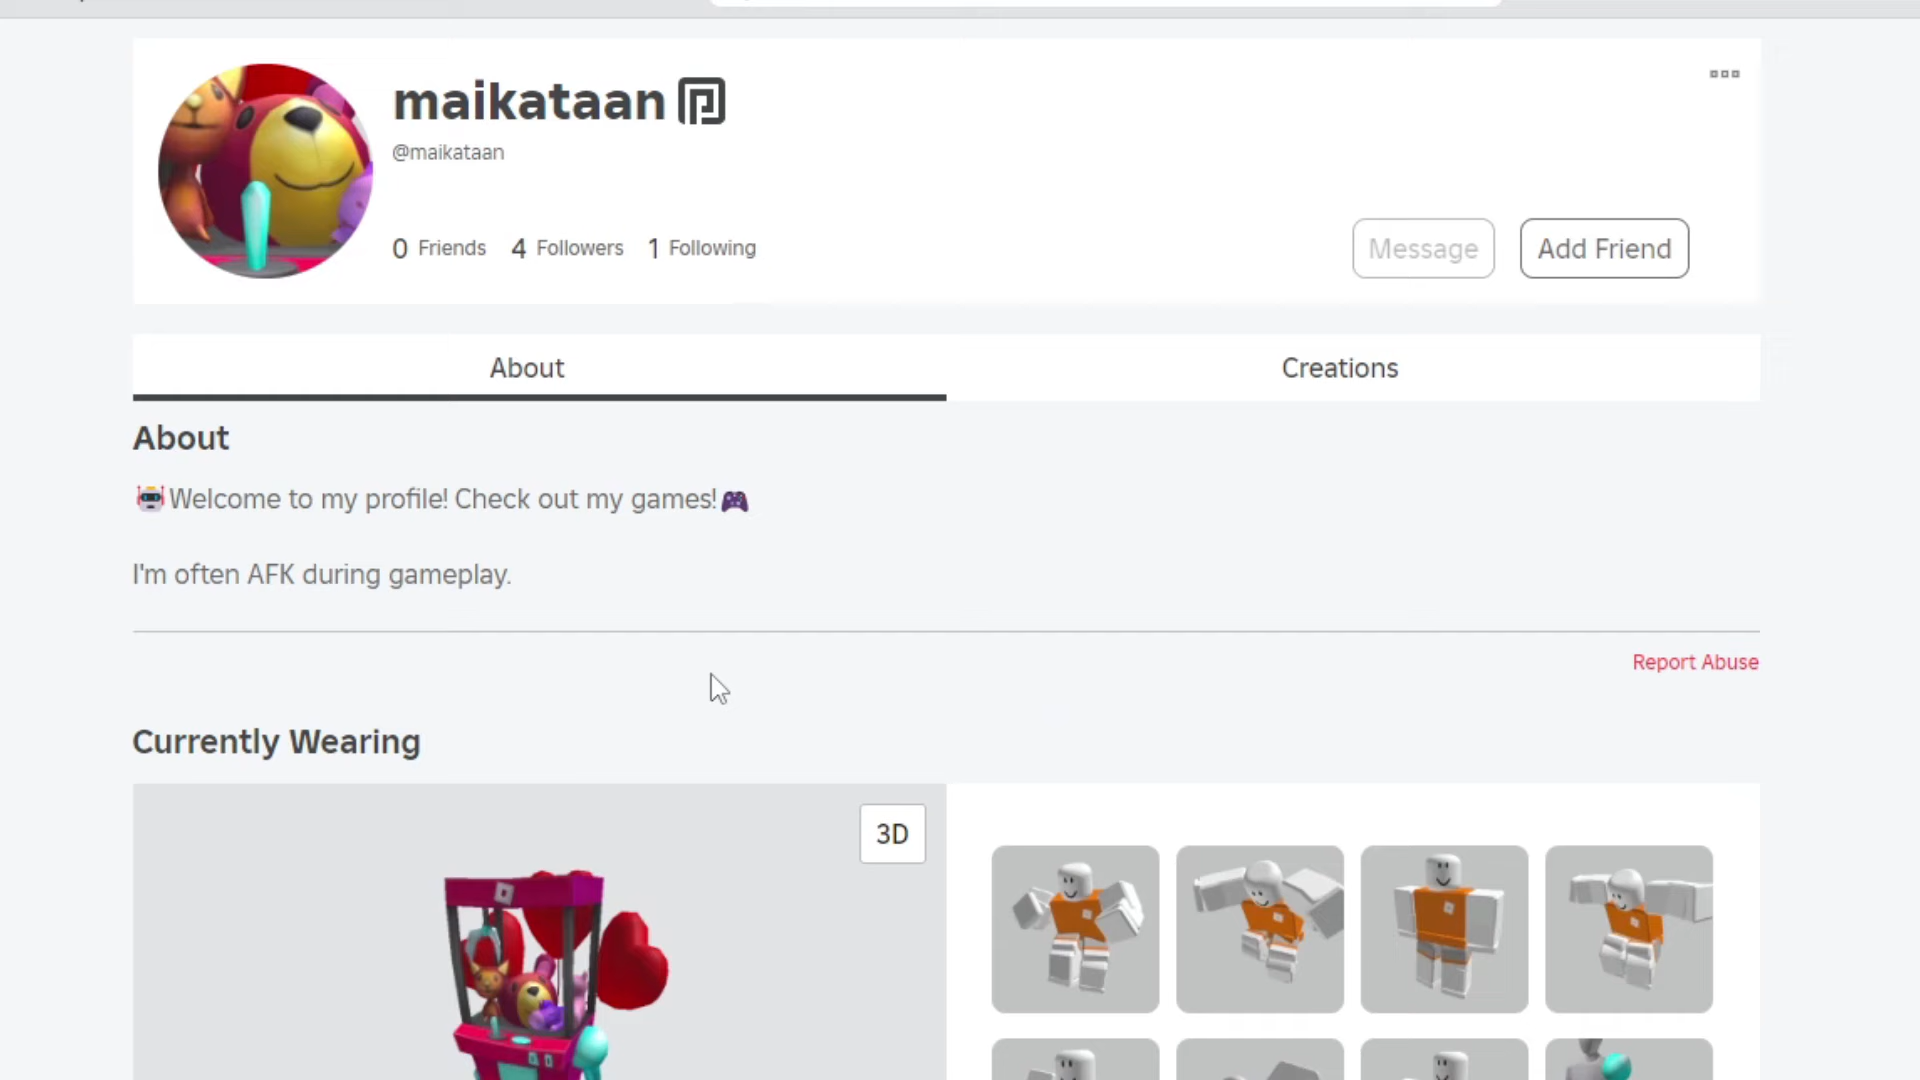 maikataan
@maikataan
0 Friends 4 Followers 1 Following
Message Add Friend
About Creations
About
🤖Welcome to my profile! Check out my games!🎮
I'm often AFK during gameplay.
Report Abuse
Currently Wearing
3D